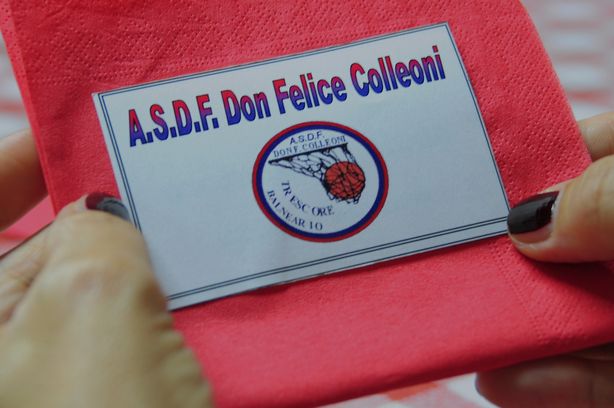 A.S.D.F. Don Felice Colleoni
A.S.D.F.
DON F. COLLEONI
TRESCORE
BALNEARIO